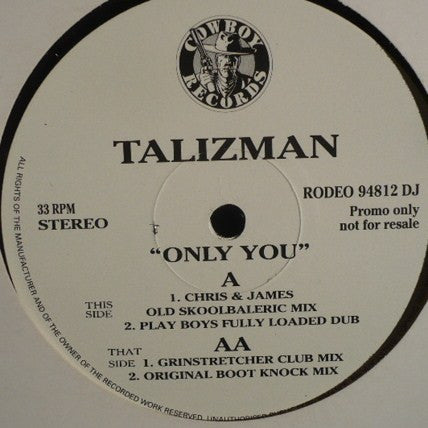 COWBOY
RECORDS
TALIZMAN
RODEO 94812 DJ
33 RPM
STEREO
Promo only
not for resale
"ONLY YOU"
THIS
SIDE
A
1. CHRIS & JAMES
OLD SKOOLBALERIC MIX
2. PLAY BOYS FULLY LOADED DUB
THAT
SIDE
AA
1. GRINSTRETCHER CLUB MIX
2. ORIGINAL BOOT KNOCK MIX
ALL RIGHTS OF THE MANUFACTURER AND OF THE OWNER OF THE RECORDED WORK RESERVED. UNAUTHORISED